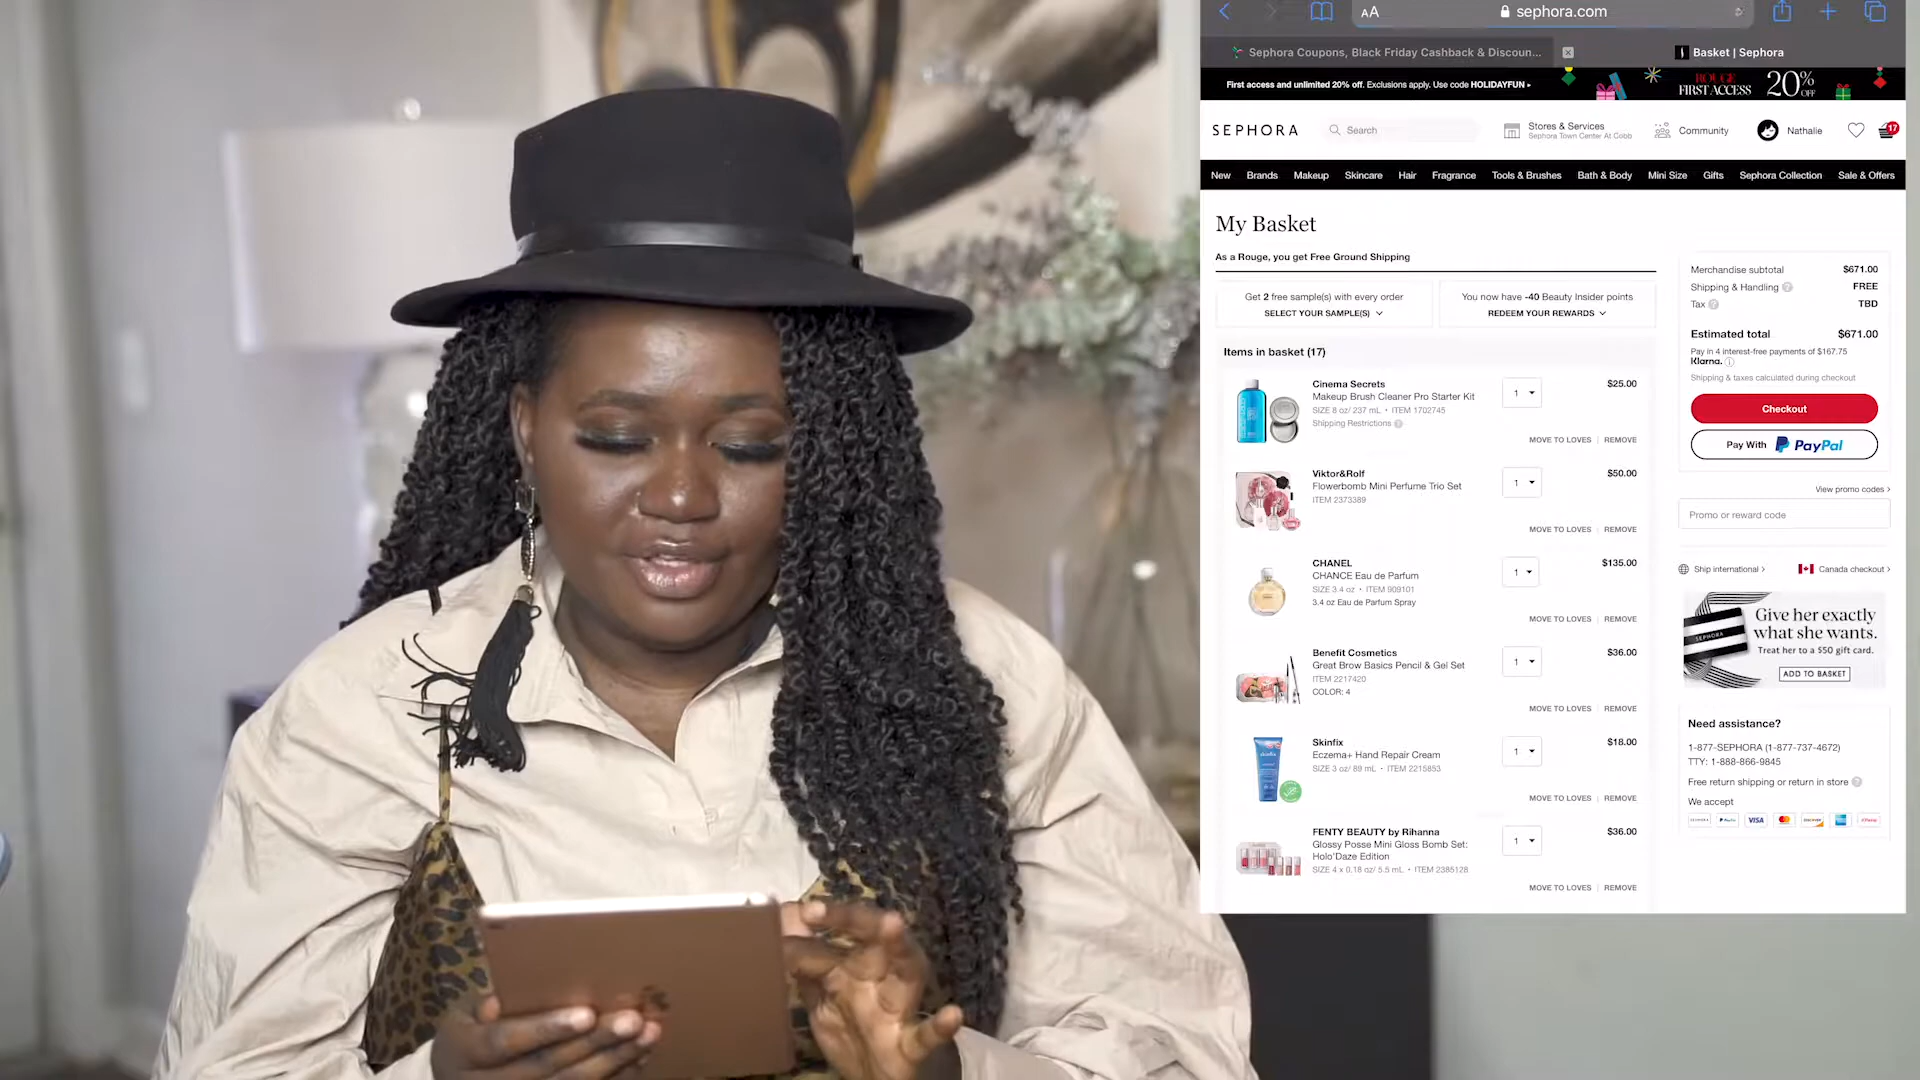 AA
sephora.com
Sephora Coupons, Black Friday Cashback & Discoun...
Basket | Sephora
First access and unlimited 20% off. Exclusions apply. Use code HOLIDAYFUN ▸
ROUGE
FIRST ACCESS
20% OFF
SEPHORA
Search
Stores & Services
Sephora Town Center At Cobb
Community
Nathalie
17
New Brands Makeup Skincare Hair Fragrance Tools & Brushes Bath & Body Mini Size Gifts Sephora Collection Sale & Offers
My Basket
As a Rouge, you get Free Ground Shipping
Get 2 free sample(s) with every order
SELECT YOUR SAMPLE(S)
You now have -40 Beauty Insider points
REDEEM YOUR REWARDS
Items in basket (17)
Cinema Secrets
Makeup Brush Cleaner Pro Starter Kit
SIZE 8 oz/ 237 mL • ITEM 1702745
Shipping Restrictions ?
1
$25.00
MOVE TO LOVES | REMOVE
Viktor&Rolf
Flowerbomb Mini Perfume Trio Set
ITEM 2373389
1
$50.00
MOVE TO LOVES | REMOVE
CHANEL
CHANCE Eau de Parfum
SIZE 3.4 oz • ITEM 909101
3.4 oz Eau de Parfum Spray
1
$135.00
MOVE TO LOVES | REMOVE
Benefit Cosmetics
Great Brow Basics Pencil & Gel Set
ITEM 2217420
COLOR: 4
1
$36.00
MOVE TO LOVES | REMOVE
Skinfix
Eczema+ Hand Repair Cream
SIZE 3 oz/ 89 mL • ITEM 2215853
1
$18.00
MOVE TO LOVES | REMOVE
FENTY BEAUTY by Rihanna
Glossy Posse Mini Gloss Bomb Set:
Holo'Daze Edition
SIZE 4 x 0.18 oz/ 5.5 mL • ITEM 2385128
1
$36.00
MOVE TO LOVES | REMOVE
Merchandise subtotal $671.00
Shipping & Handling ? FREE
Tax ? TBD
Estimated total $671.00
Pay in 4 interest-free payments of $167.75
Klarna. ⓘ
Shipping & taxes calculated during checkout
Checkout
Pay With PayPal
View promo codes >
Promo or reward code
Ship international >
Canada checkout >
SEPHORA
Give her exactly
what she wants.
Treat her to a $50 gift card.
ADD TO BASKET
Need assistance?
1-877-SEPHORA (1-877-737-4672)
TTY: 1-888-866-9845
Free return shipping or return in store ?
We accept
SEPHORA PayPal VISA